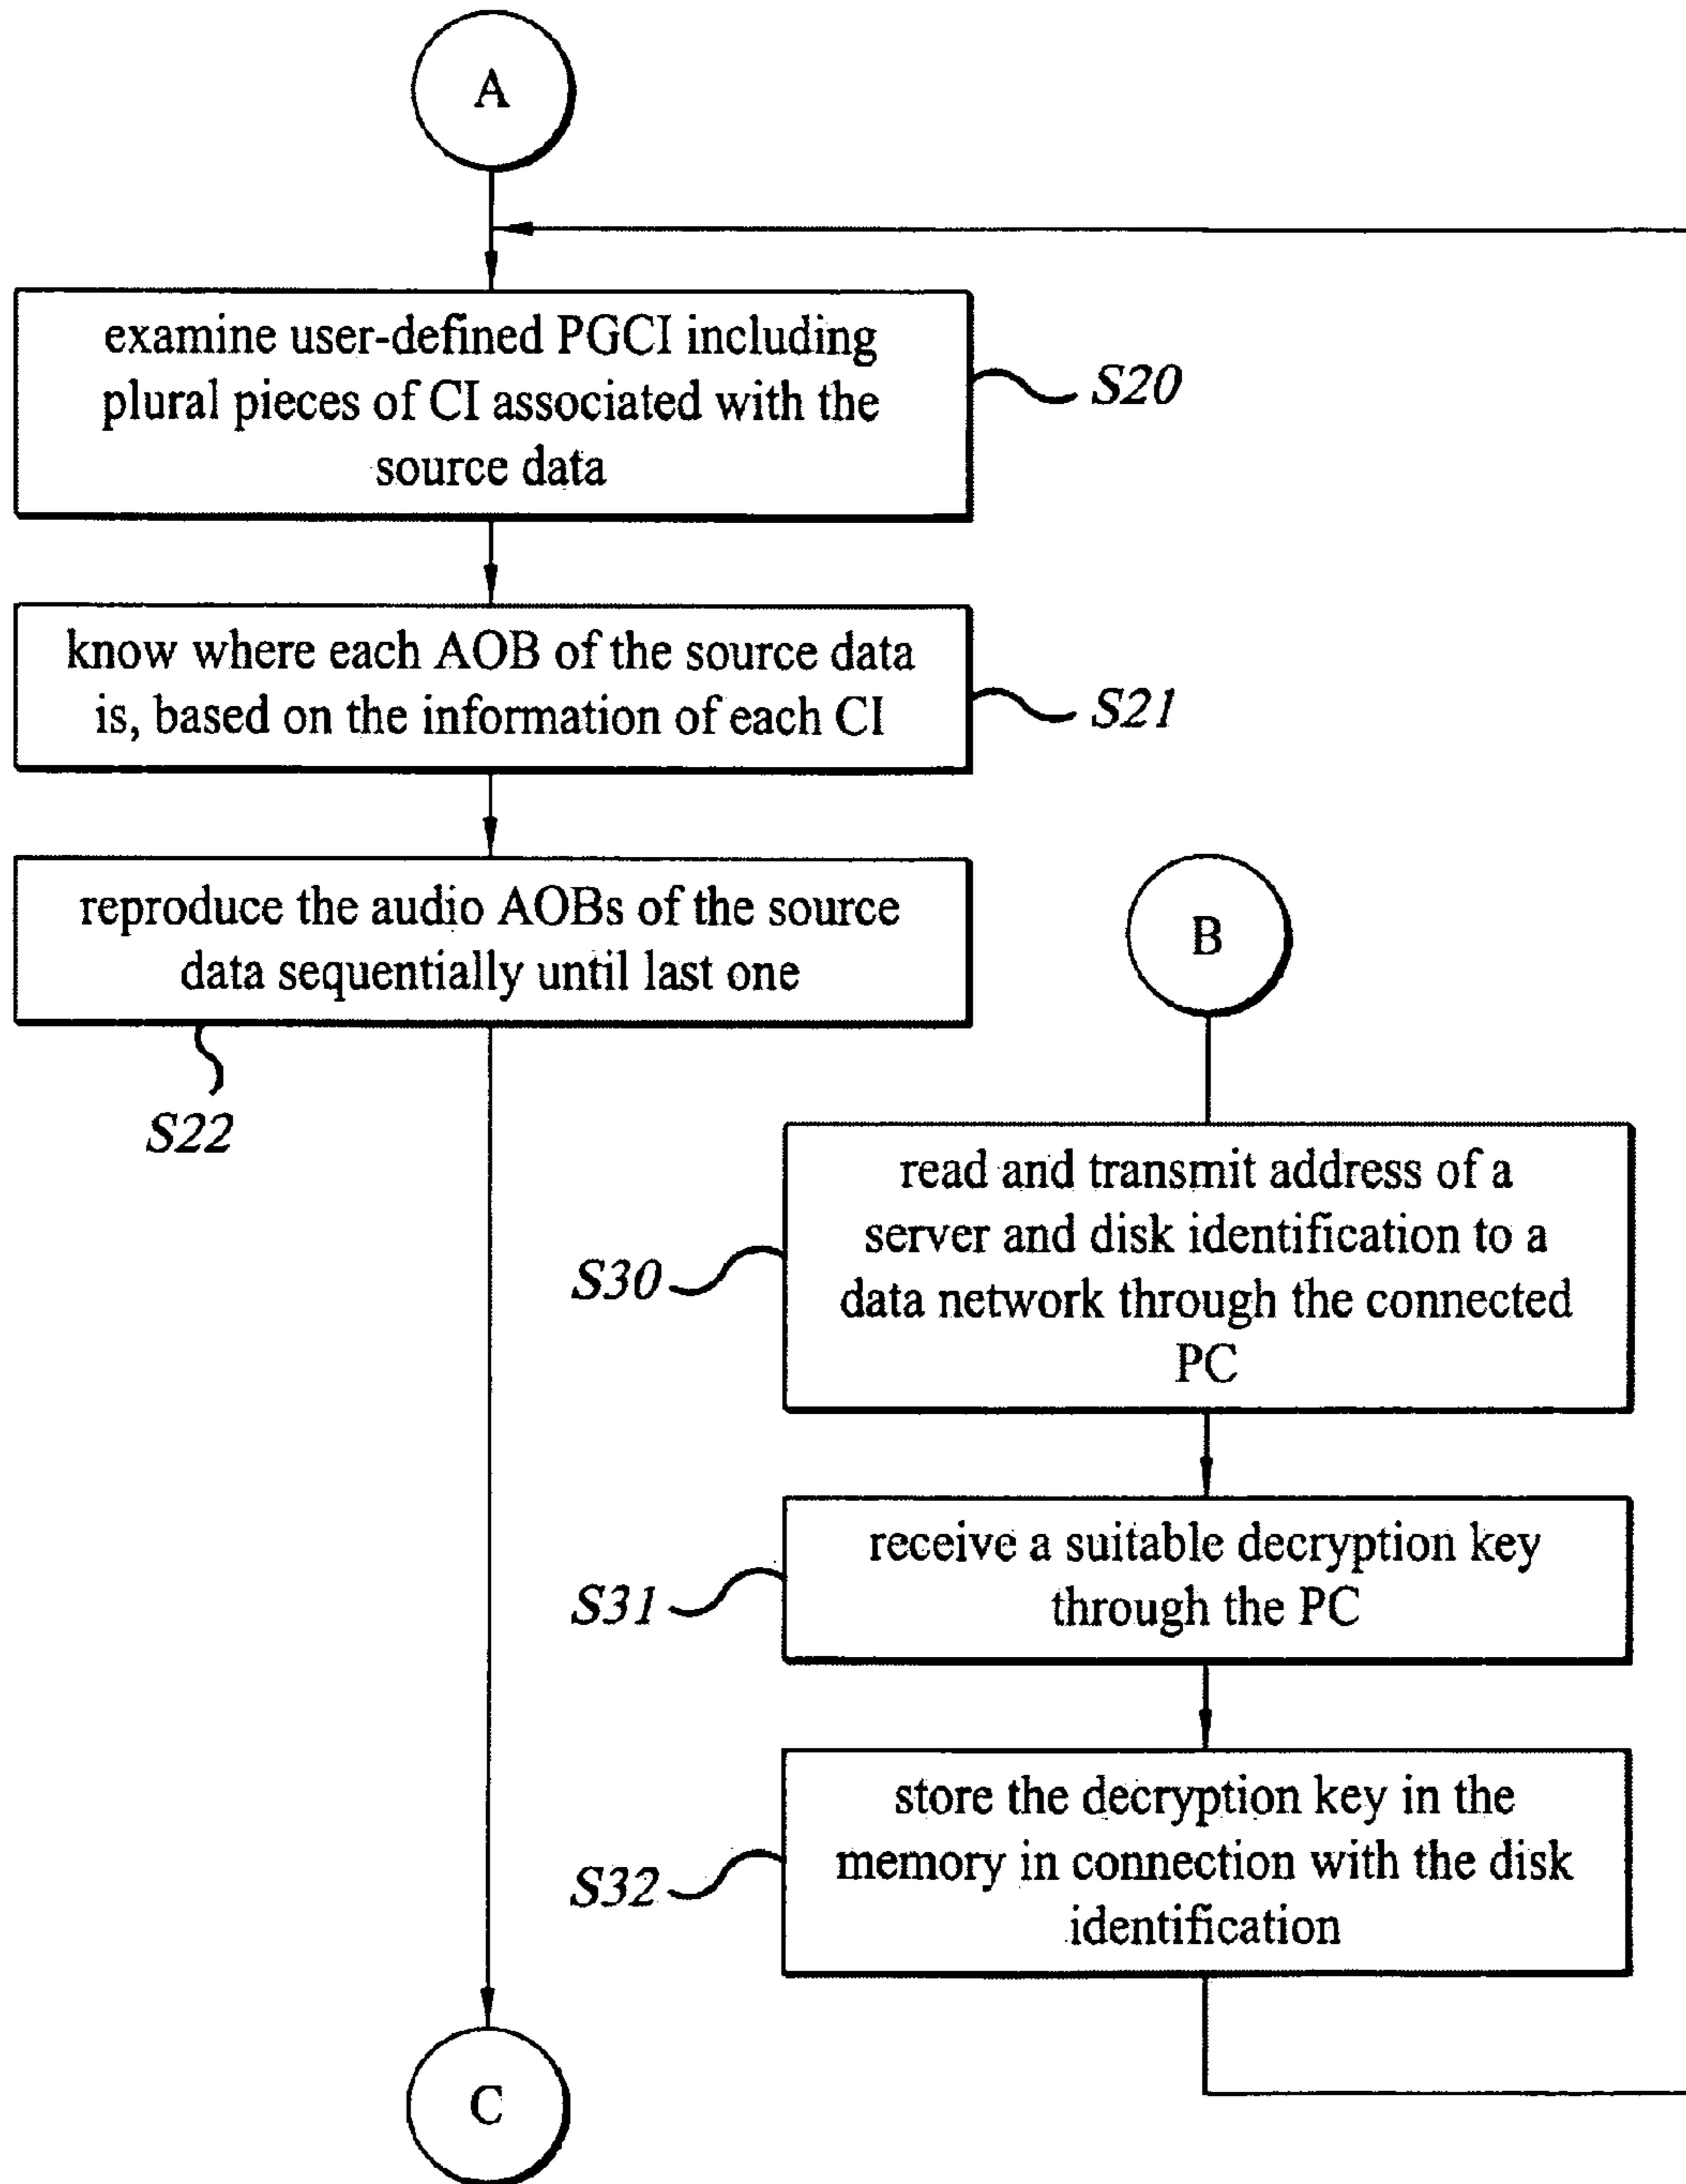 A
examine user-defined PGCI including
plural pieces of CI associated with the
source data
S20
know where each AOB of the source data
is, based on the information of each CI
S21
reproduce the audio AOBs of the source
data sequentially until last one
S22
B
read and transmit address of a
server and disk identification to a
data network through the connected
PC
S30
receive a suitable decryption key
through the PC
S31
store the decryption key in the
memory in connection with the disk
identification
S32
C